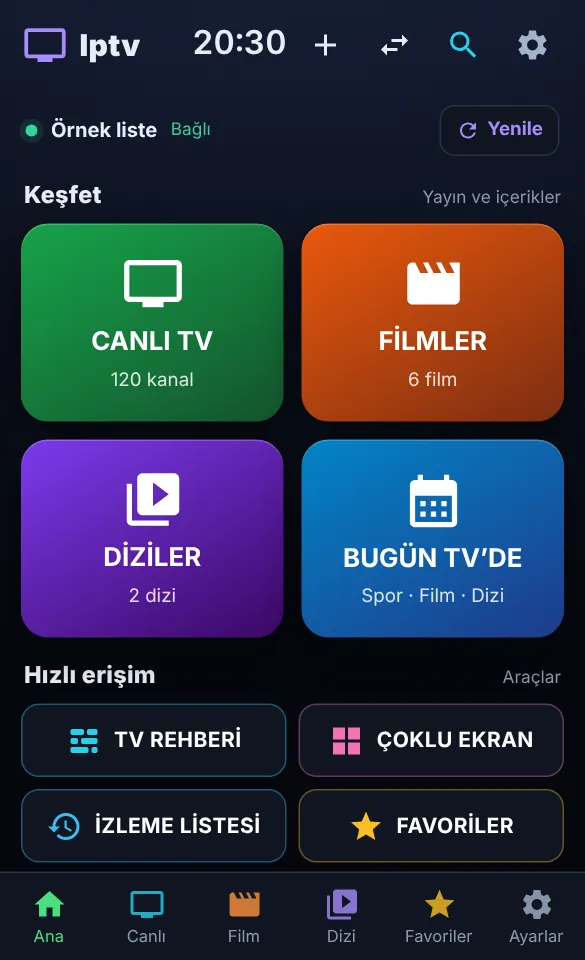 Iptv
20:30
Örnek liste
Bağlı
Yenile
Keşfet
Yayın ve içerikler
CANLI TV
120 kanal
FİLMLER
6 film
DİZİLER
2 dizi
BUGÜN TV’DE
Spor · Film · Dizi
Hızlı erişim
Araçlar
TV REHBERİ
ÇOKLU EKRAN
İZLEME LİSTESİ
FAVORİLER
Ana
Canlı
Film
Dizi
Favoriler
Ayarlar